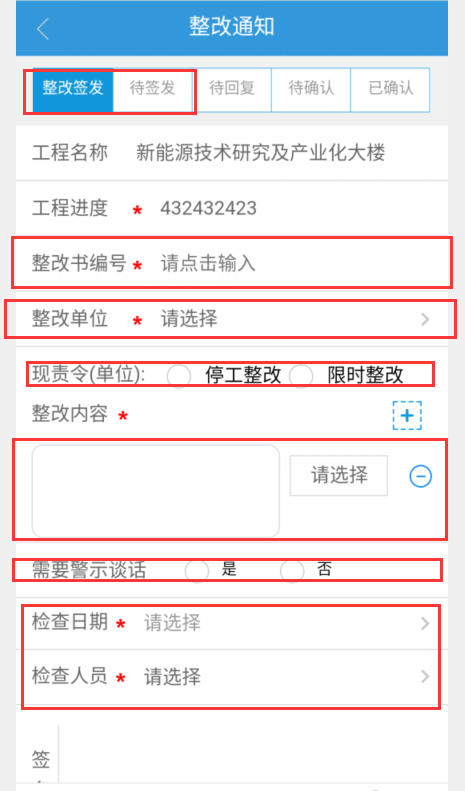 整改通知
整改签发 待签发 待回复 待确认 已确认
工程名称 新能源技术研究及产业化大楼
工程进度 * 432432423
整改书编号 * 请点击输入
整改单位 * 请选择
现责令(单位): 停工整改 限时整改
整改内容 *
请选择
需要警示谈话 是 否
检查日期 * 请选择
检查人员 * 请选择
签